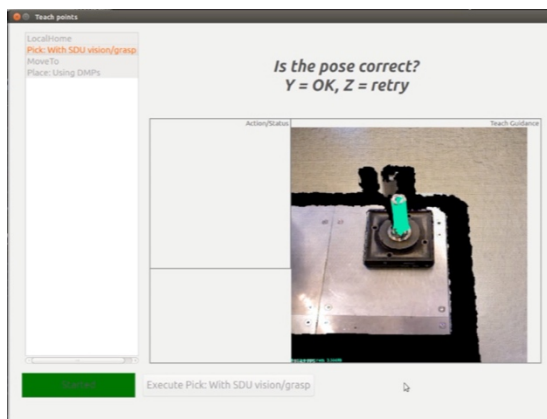 Teach points
LocalHome
Pick: With SDU vision/grasp
MoveTo
Place: Using DMPs
Is the pose correct?
Y = OK, Z = retry
Action/Status
Teach Guidance
Started
Execute Pick: With SDU vision/grasp